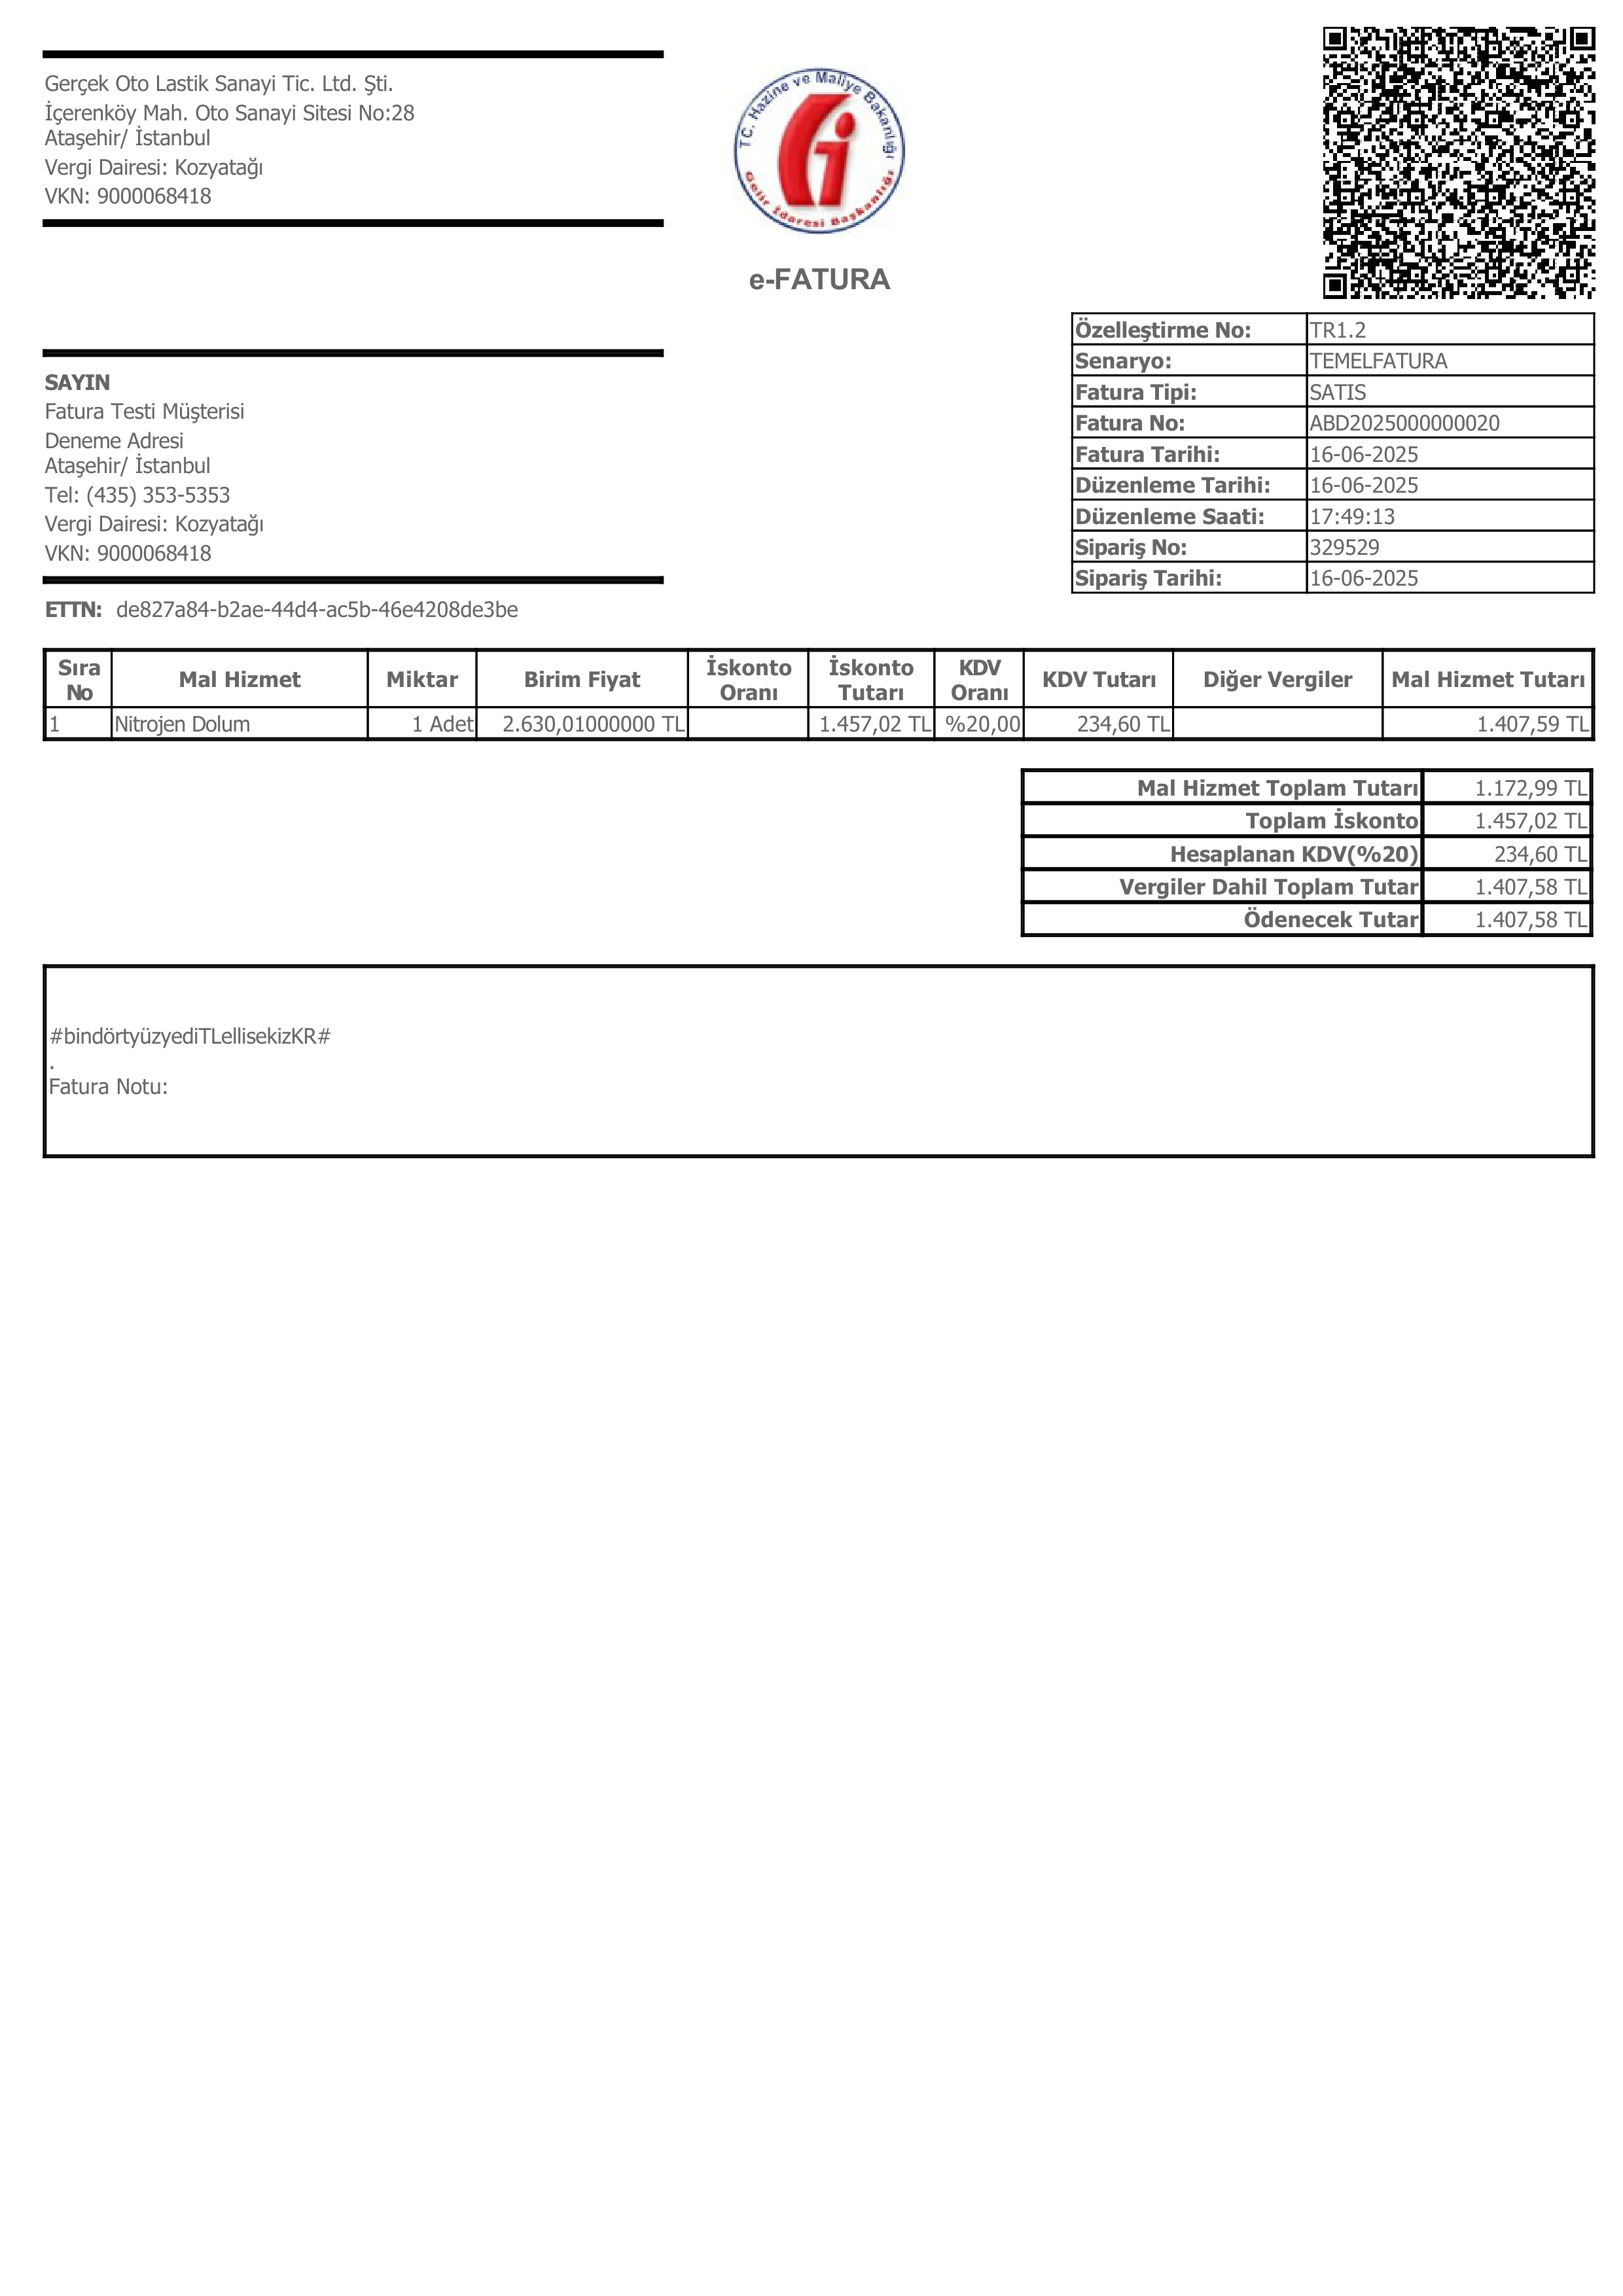 Gerçek Oto Lastik Sanayi Tic. Ltd. Şti.
İçerenköy Mah. Oto Sanayi Sitesi No:28
Ataşehir/ İstanbul
Vergi Dairesi: Kozyatağı
VKN: 9000068418
T.C. Hazine ve Maliye Bakanlığı
Gelir İdaresi Başkanlığı
e-FATURA
SAYIN
Fatura Testi Müşterisi
Deneme Adresi
Ataşehir/ İstanbul
Tel: (435) 353-5353
Vergi Dairesi: Kozyatağı
VKN: 9000068418
ETTN: de827a84-b2ae-44d4-ac5b-46e4208de3be
Özelleştirme No: TR1.2
Senaryo: TEMELFATURA
Fatura Tipi: SATIS
Fatura No: ABD2025000000020
Fatura Tarihi: 16-06-2025
Düzenleme Tarihi: 16-06-2025
Düzenleme Saati: 17:49:13
Sipariş No: 329529
Sipariş Tarihi: 16-06-2025
Sıra No Mal Hizmet Miktar Birim Fiyat İskonto Oranı İskonto Tutarı KDV Oranı KDV Tutarı Diğer Vergiler Mal Hizmet Tutarı
1 Nitrojen Dolum 1 Adet 2.630,01000000 TL 1.457,02 TL %20,00 234,60 TL 1.407,59 TL
Mal Hizmet Toplam Tutarı 1.172,99 TL
Toplam İskonto 1.457,02 TL
Hesaplanan KDV(%20) 234,60 TL
Vergiler Dahil Toplam Tutar 1.407,58 TL
Ödenecek Tutar 1.407,58 TL
#bindörtyüzyediTLellisekizKR#
.
Fatura Notu: